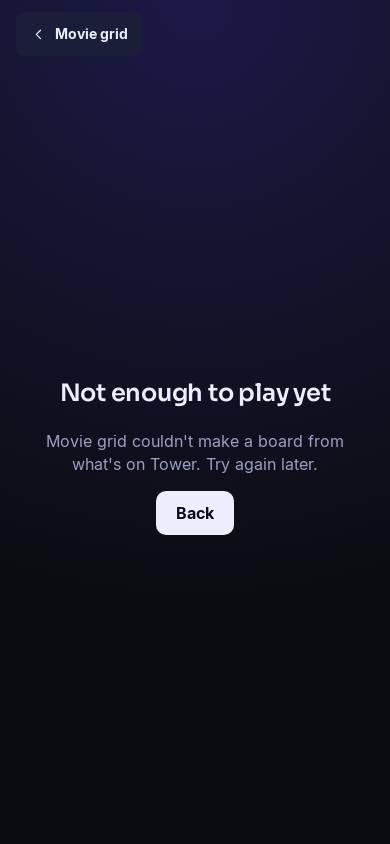 Movie grid
Not enough to play yet
Movie grid couldn't make a board from
what's on Tower. Try again later.
Back